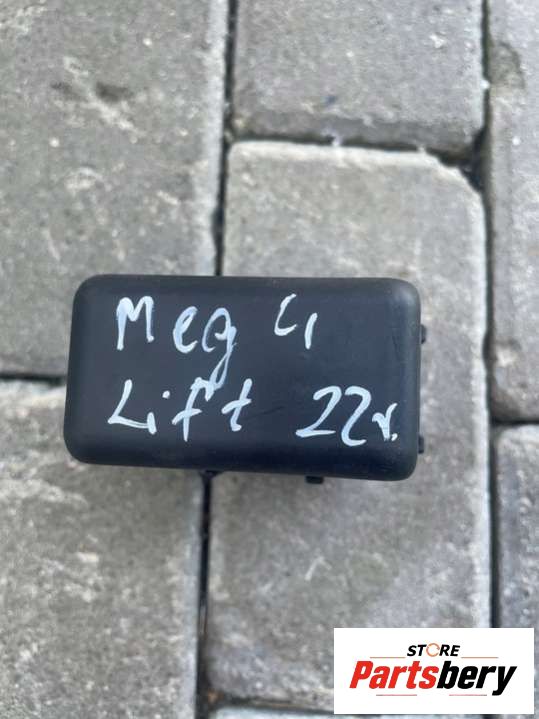 Meg 4
Lift 22r.
STORE
Partsbery